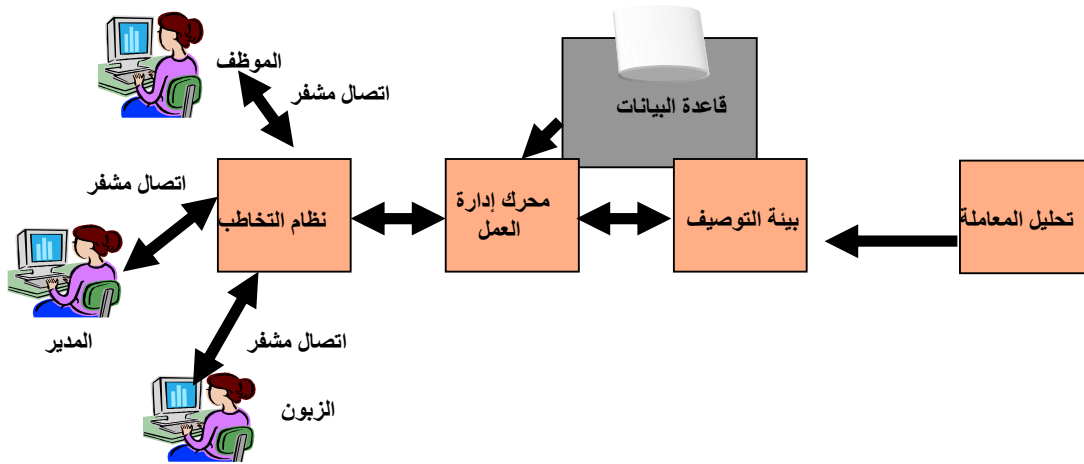 الموظف
اتصال مشفر
قاعدة البيانات
اتصال مشفر
تحليل المعاملة
بيئة التوصيف
محرك إدارة
العمل
نظام التخاطب
المدير
اتصال مشفر
الزبون